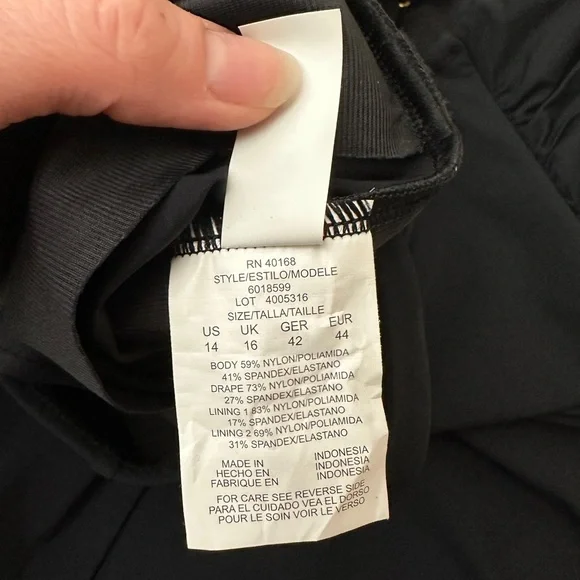 RN 40168
STYLE/ESTILO/MODELE
6018599
LOT 4005316
SIZE/TALLA/TAILLE
US UK GER EUR
14 16 42 44
BODY 59% NYLON/POLIAMIDA
41% SPANDEX/ELASTANO
DRAPE 73% NYLON/POLIAMIDA
27% SPANDEX/ELASTANO
LINING 1 83% NYLON/POLIAMIDA
17% SPANDEX/ELASTANO
LINING 2 69% NYLON/POLIAMIDA
31% SPANDEX/ELASTANO
MADE IN INDONESIA
HECHO EN INDONESIA
FABRIQUE EN INDONESIA
FOR CARE SEE REVERSE SIDE
PARA EL CUIDADO VEA EL DORSO
POUR LE SOIN VOIR LE VERSO